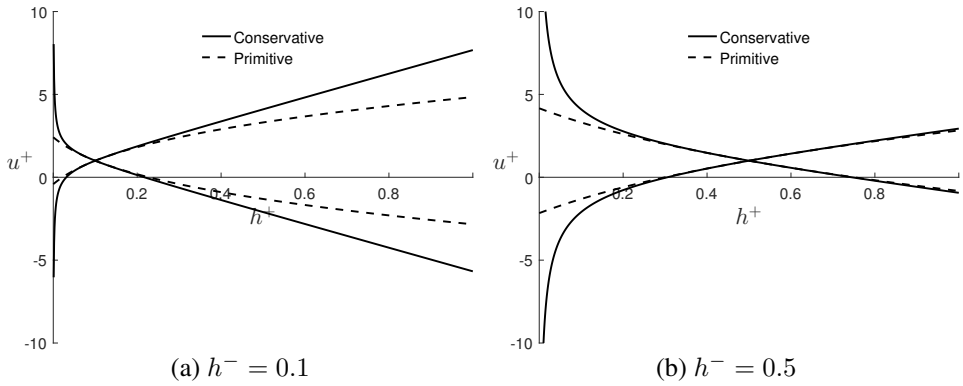 10
5
0
-5
-10
u⁺
Conservative
Primitive
0.2 0.4 0.6 0.8
h⁺
(a) h⁻ = 0.1
10
5
0
-5
-10
u⁺
Conservative
Primitive
0.2 0.4 0.6 0.8
h⁺
(b) h⁻ = 0.5